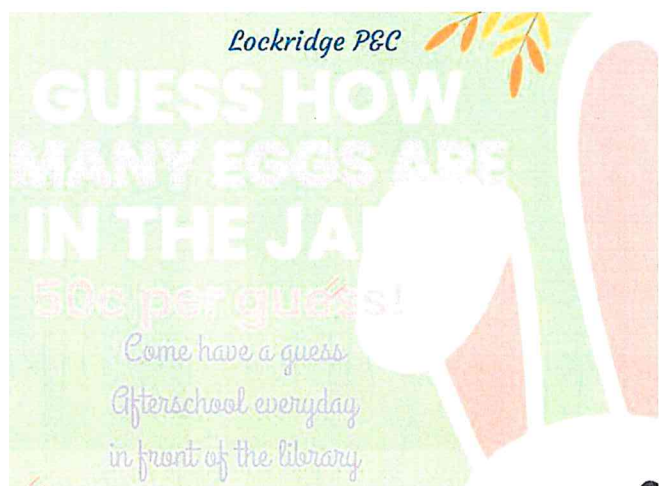 Lockridge P&C
GUESS HOW
MANY EGGS ARE
IN THE JAR
50c per guess!
Come have a guess
Afterschool everyday
in front of the library